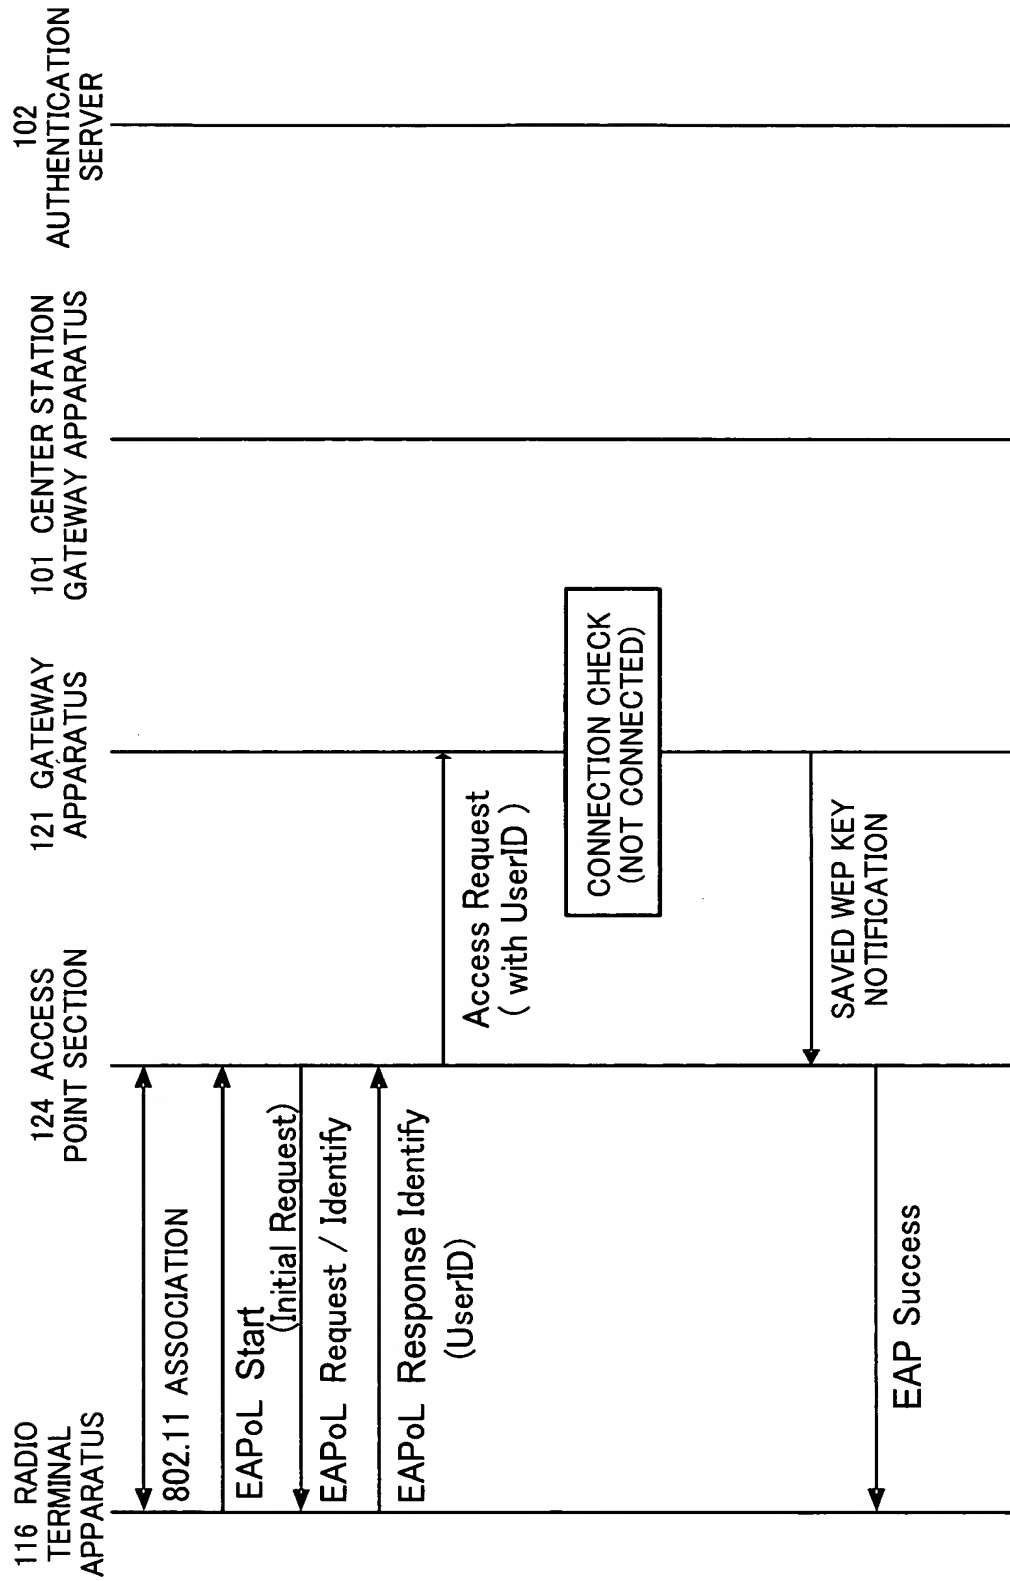 116 RADIO
TERMINAL
APPARATUS
124 ACCESS
POINT SECTION
121 GATEWAY
APPARATUS
101 CENTER STATION
GATEWAY APPARATUS
102
AUTHENTICATION
SERVER
802.11 ASSOCIATION
EAPoL Start
(Initial Request)
EAPoL Request / Identify
EAPoL Response Identify
(UserID)
Access Request
( with UserID )
CONNECTION CHECK
(NOT CONNECTED)
SAVED WEP KEY
NOTIFICATION
EAP Success